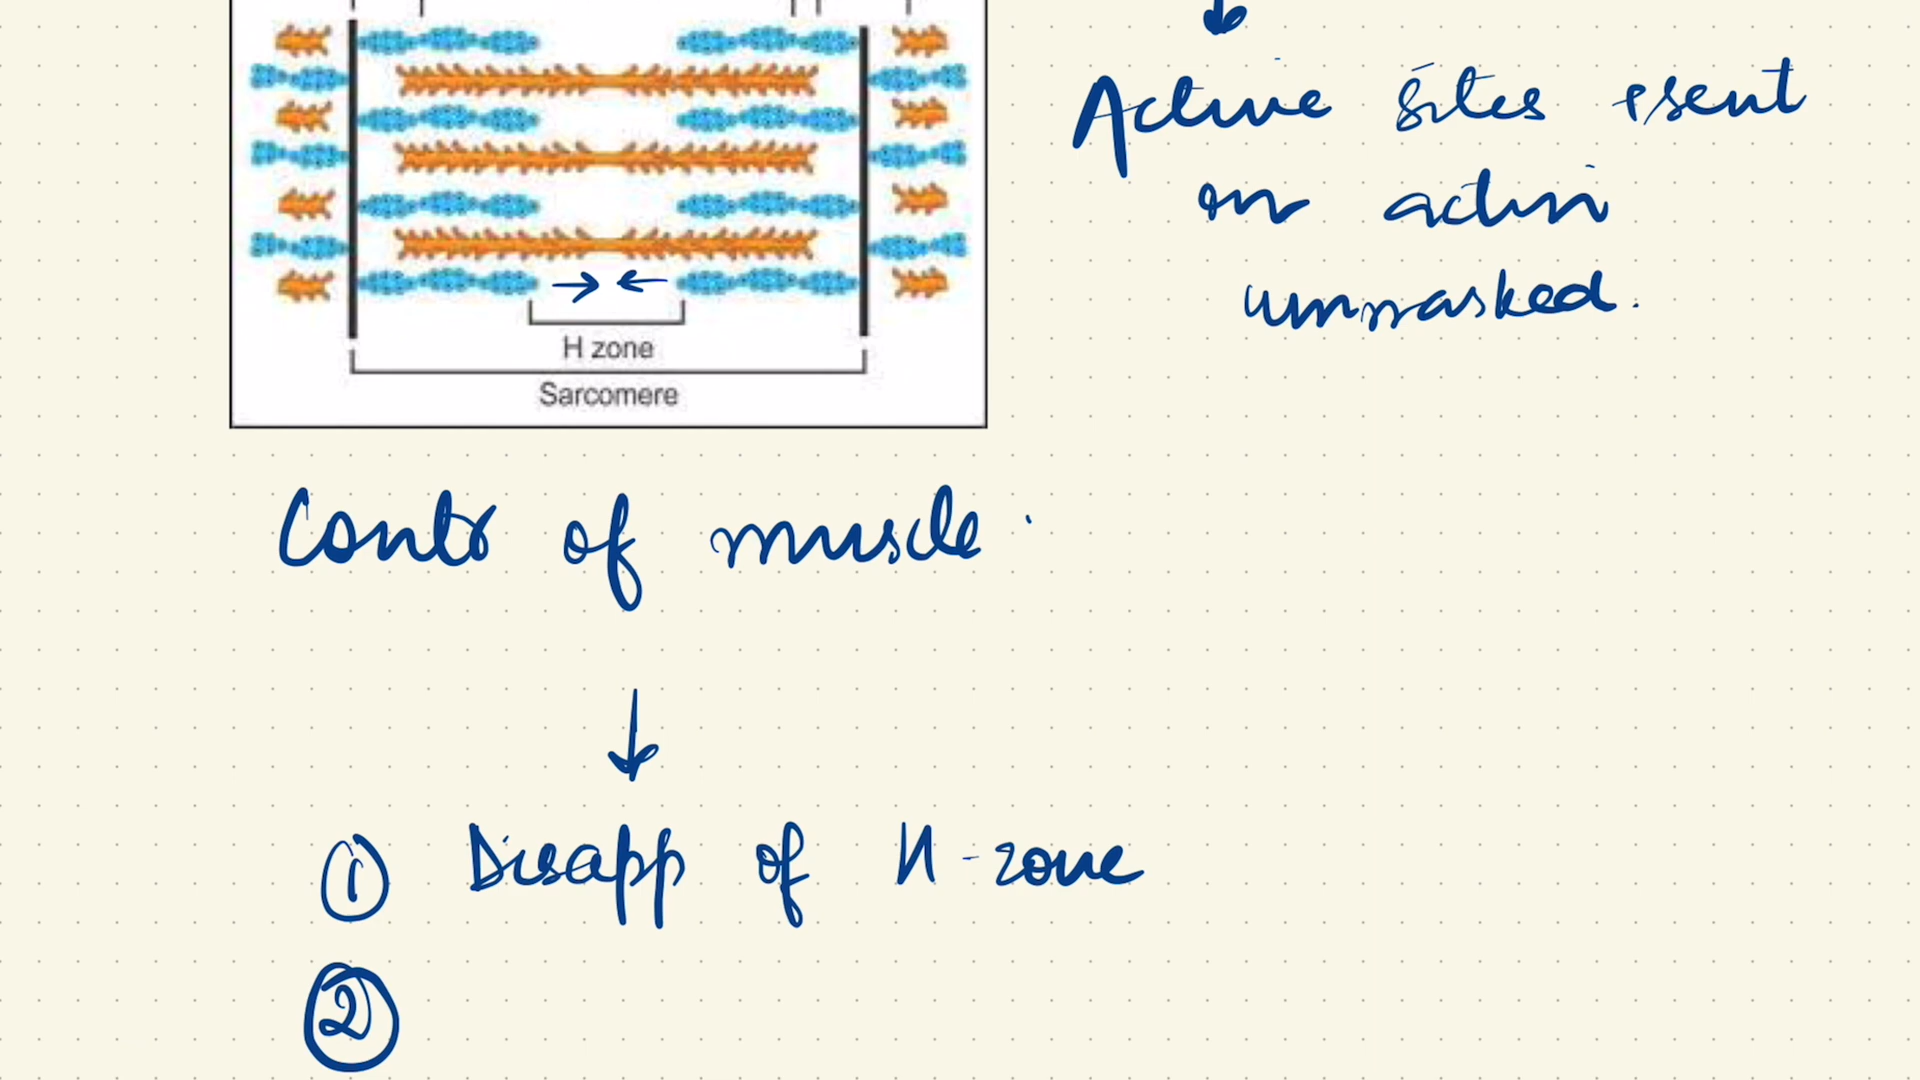 Active sites present
on actin
unmasked.
H zone
Sarcomere
Contr of muscle.
① Disapp of H-zone
②